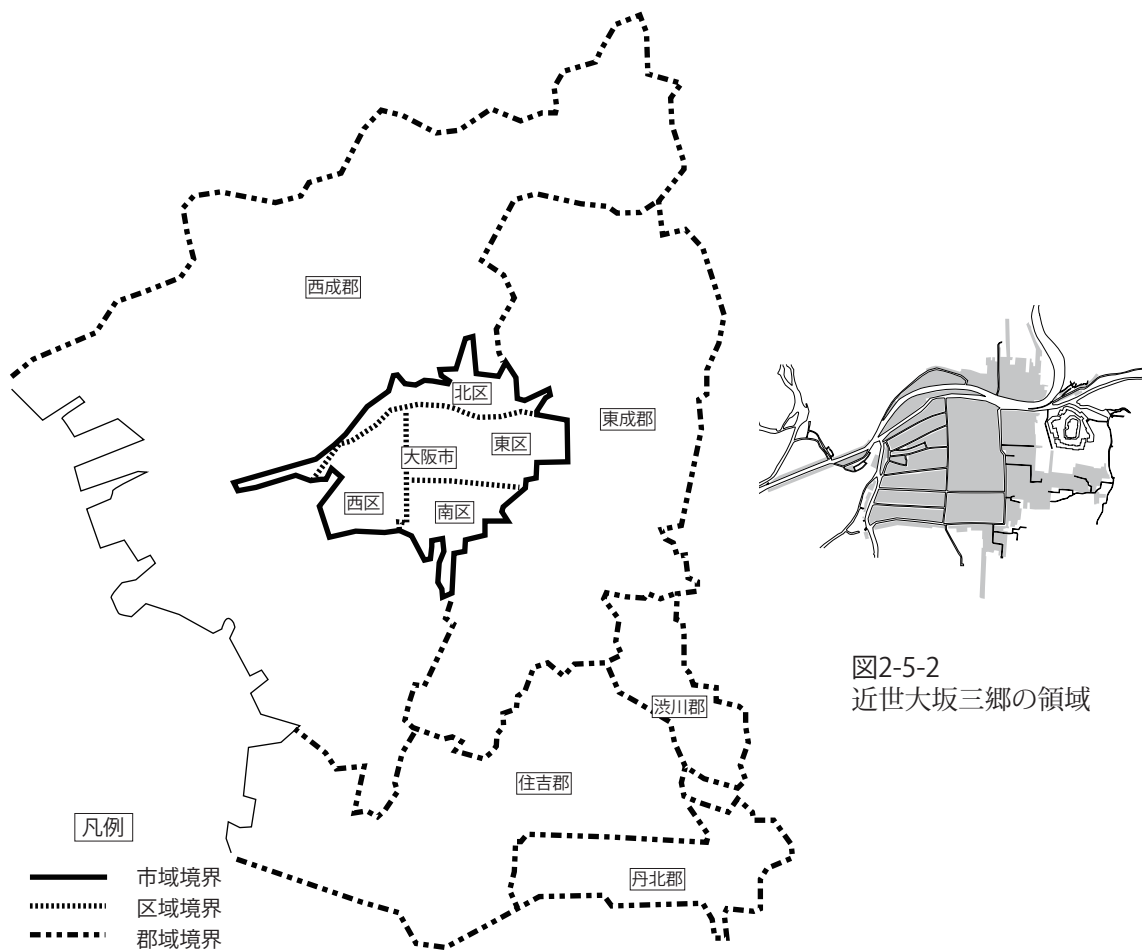 西成郡
北区
東成郡
東区
大阪市
西区
南区
図2-5-2
近世大坂三郷の領域
渋川郡
住吉郡
凡例
丹北郡
市域境界
区域境界
郡域境界